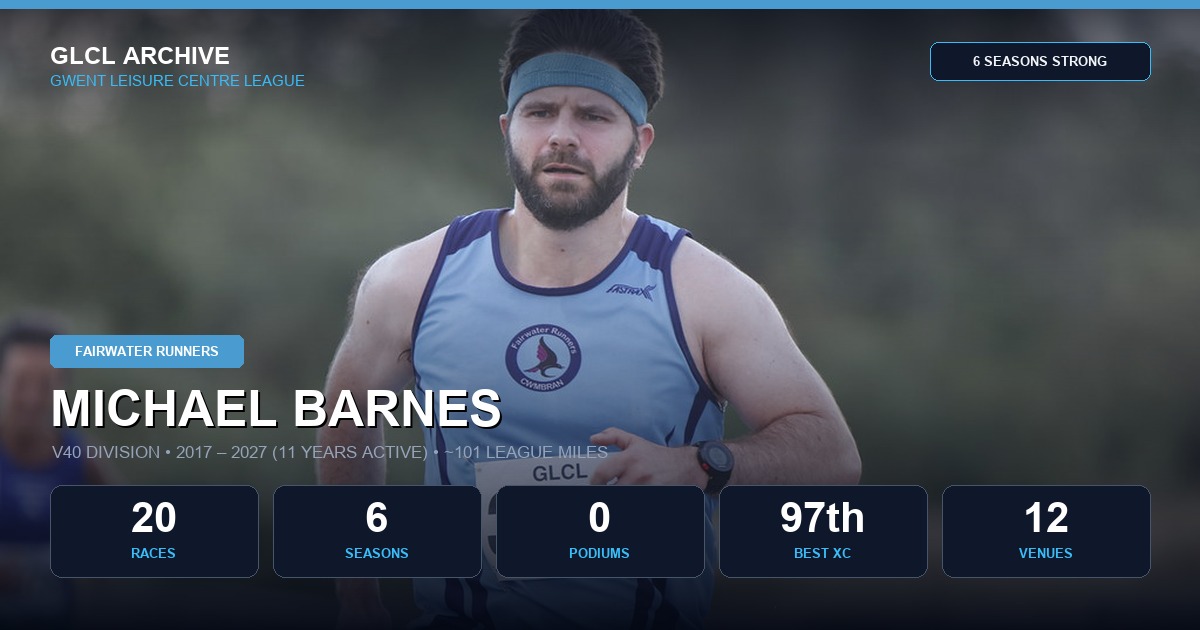 GLCL ARCHIVE
GWENT LEISURE CENTRE LEAGUE
6 SEASONS STRONG
FASTRAX
Fairwater Runners
CWMBRAN
FAIRWATER RUNNERS
MICHAEL BARNES
V40 DIVISION • 2017 – 2027 (11 YEARS ACTIVE) • ~101 LEAGUE MILES
GLCL
20
RACES
6
SEASONS
0
PODIUMS
97th
BEST XC
12
VENUES